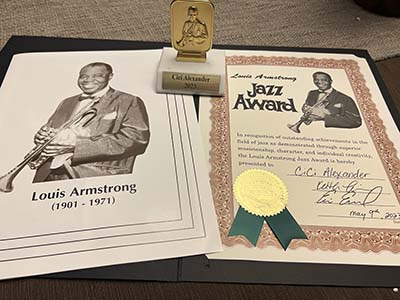 CiCi Alexander
2023
Louis Armstrong
(1901 - 1971)
Louis Armstrong
Jazz
Award
In recognition of outstanding achievements in the
field of jazz as demonstrated through superior
musicianship, character, and individual creativity,
the Louis Armstrong Jazz Award is hereby
presented to
CiCi Alexander
May 9th, 2023